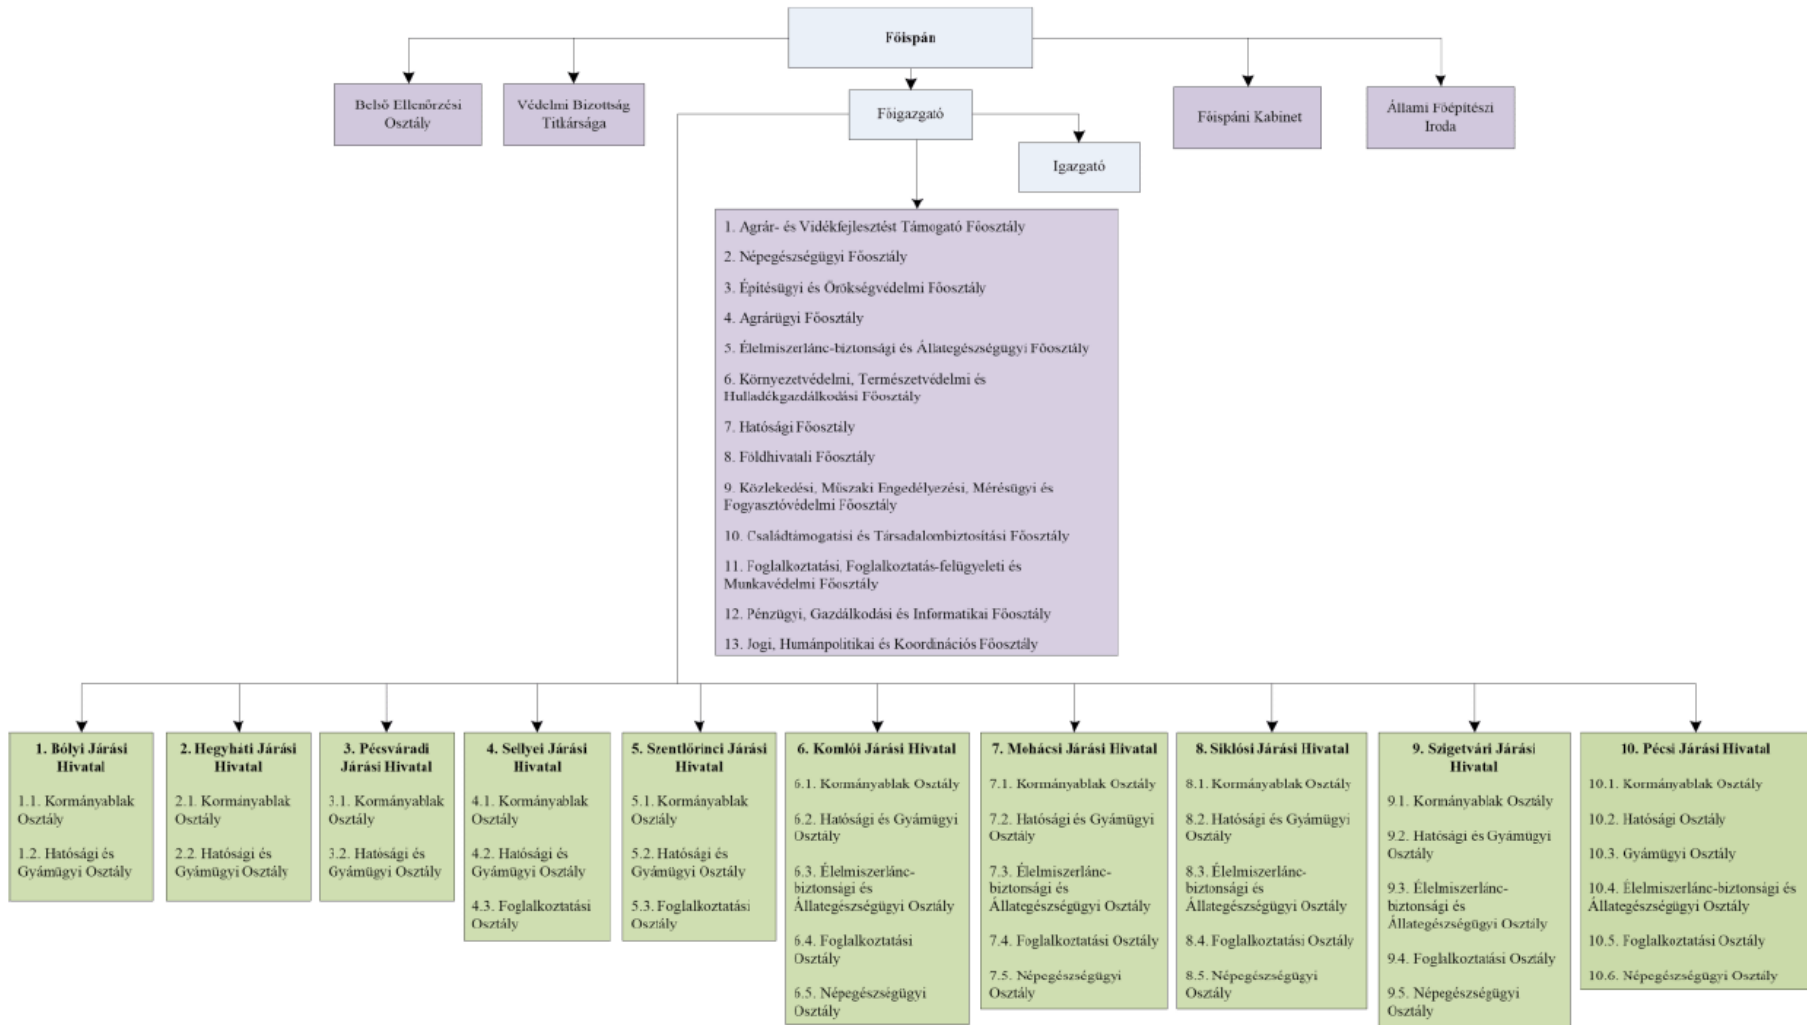 Főispán
Belső Ellenőrzési
Osztály
Védelmi Bizottság
Titkársága
Főigazgató
Igazgató
Főispáni Kabinet
Állami Főépítészi
Iroda
1. Agrár- és Vidékfejlesztést Támogató Főosztály
2. Népegészségügyi Főosztály
3. Építésügyi és Örökségvédelmi Főosztály
4. Agrárügyi Főosztály
5. Élelmiszerlánc-biztonsági és Állategészségügyi Főosztály
6. Környezetvédelmi, Természetvédelmi és
Hulladékgazdálkodási Főosztály
7. Hatósági Főosztály
8. Földhivatali Főosztály
9. Közlekedési, Műszaki Engedélyezési, Mérésügyi és
Fogyasztóvédelmi Főosztály
10. Családtámogatási és Társadalombiztosítási Főosztály
11. Foglalkoztatási, Foglalkoztatás-felügyeleti és
Munkavédelmi Főosztály
12. Pénzügyi, Gazdálkodási és Informatikai Főosztály
13. Jogi, Humánpolitikai és Koordinációs Főosztály
1. Bólyi Járási
Hivatal
1.1. Kormányablak
Osztály
1.2. Hatósági és
Gyámügyi Osztály
2. Hegyháti Járási
Hivatal
2.1. Kormányablak
Osztály
2.2. Hatósági és
Gyámügyi Osztály
3. Pécsváradi
Járási Hivatal
3.1. Kormányablak
Osztály
3.2. Hatósági és
Gyámügyi Osztály
4. Sellyei Járási
Hivatal
4.1. Kormányablak
Osztály
4.2. Hatósági és
Gyámügyi Osztály
4.3. Foglalkoztatási
Osztály
5. Szentlőrinci Járási
Hivatal
5.1. Kormányablak
Osztály
5.2. Hatósági és
Gyámügyi Osztály
5.3. Foglalkoztatási
Osztály
6. Komlói Járási Hivatal
6.1. Kormányablak Osztály
6.2. Hatósági és Gyámügyi
Osztály
6.3. Élelmiszerlánc-
biztonsági és
Állategészségügyi Osztály
6.4. Foglalkoztatási
Osztály
6.5. Népegészségügyi
Osztály
7. Mohácsi Járási Hivatal
7.1. Kormányablak Osztály
7.2. Hatósági és Gyámügyi
Osztály
7.3. Élelmiszerlánc-
biztonsági és
Állategészségügyi Osztály
7.4. Foglalkoztatási Osztály
7.5. Népegészségügyi
Osztály
8. Siklósi Járási Hivatal
8.1. Kormányablak Osztály
8.2. Hatósági és Gyámügyi
Osztály
8.3. Élelmiszerlánc-
biztonsági és
Állategészségügyi Osztály
8.4. Foglalkoztatási Osztály
8.5. Népegészségügyi
Osztály
9. Szigetvári Járási
Hivatal
9.1. Kormányablak Osztály
9.2. Hatósági és Gyámügyi
Osztály
9.3. Élelmiszerlánc-
biztonsági és
Állategészségügyi Osztály
9.4. Foglalkoztatási Osztály
9.5. Népegészségügyi
Osztály
10. Pécsi Járási Hivatal
10.1. Kormányablak Osztály
10.2. Hatósági Osztály
10.3. Gyámügyi Osztály
10.4. Élelmiszerlánc-biztonsági és
Állategészségügyi Osztály
10.5. Foglalkoztatási Osztály
10.6. Népegészségügyi Osztály